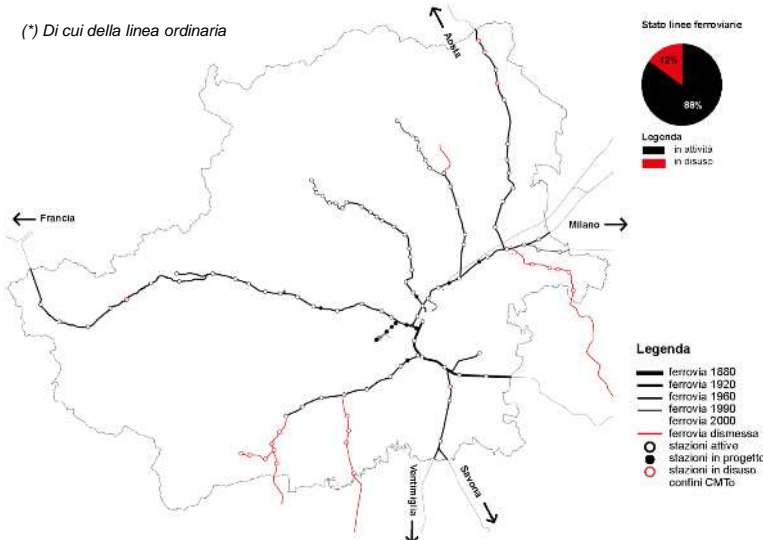 (*) Di cui della linea ordinaria
Aosta
Francia
Milano
Ventimiglia
Savona
Stato linee ferroviarie
12%
88%
Legenda
in attività
in disuso
Legenda
ferrovia 1880
ferrovia 1920
ferrovia 1960
ferrovia 1990
ferrovia 2000
ferrovia dismessa
stazioni attive
stazioni in progetto
stazioni in disuso
confini CMTo